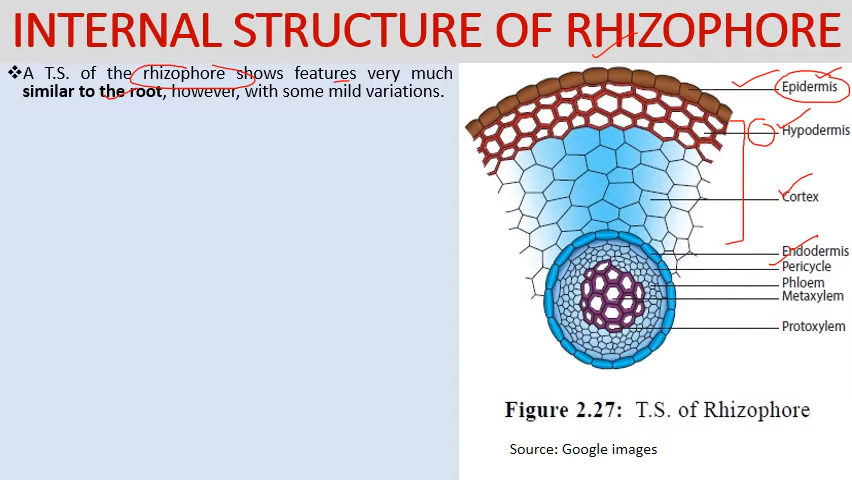 INTERNAL STRUCTURE OF RHIZOPHORE
❖A T.S. of the rhizophore shows features very much
similar to the root, however, with some mild variations.
Epidermis
Hypodermis
Cortex
Endodermis
Pericycle
Phloem
Metaxylem
Protoxylem
Figure 2.27: T.S. of Rhizophore
Source: Google images